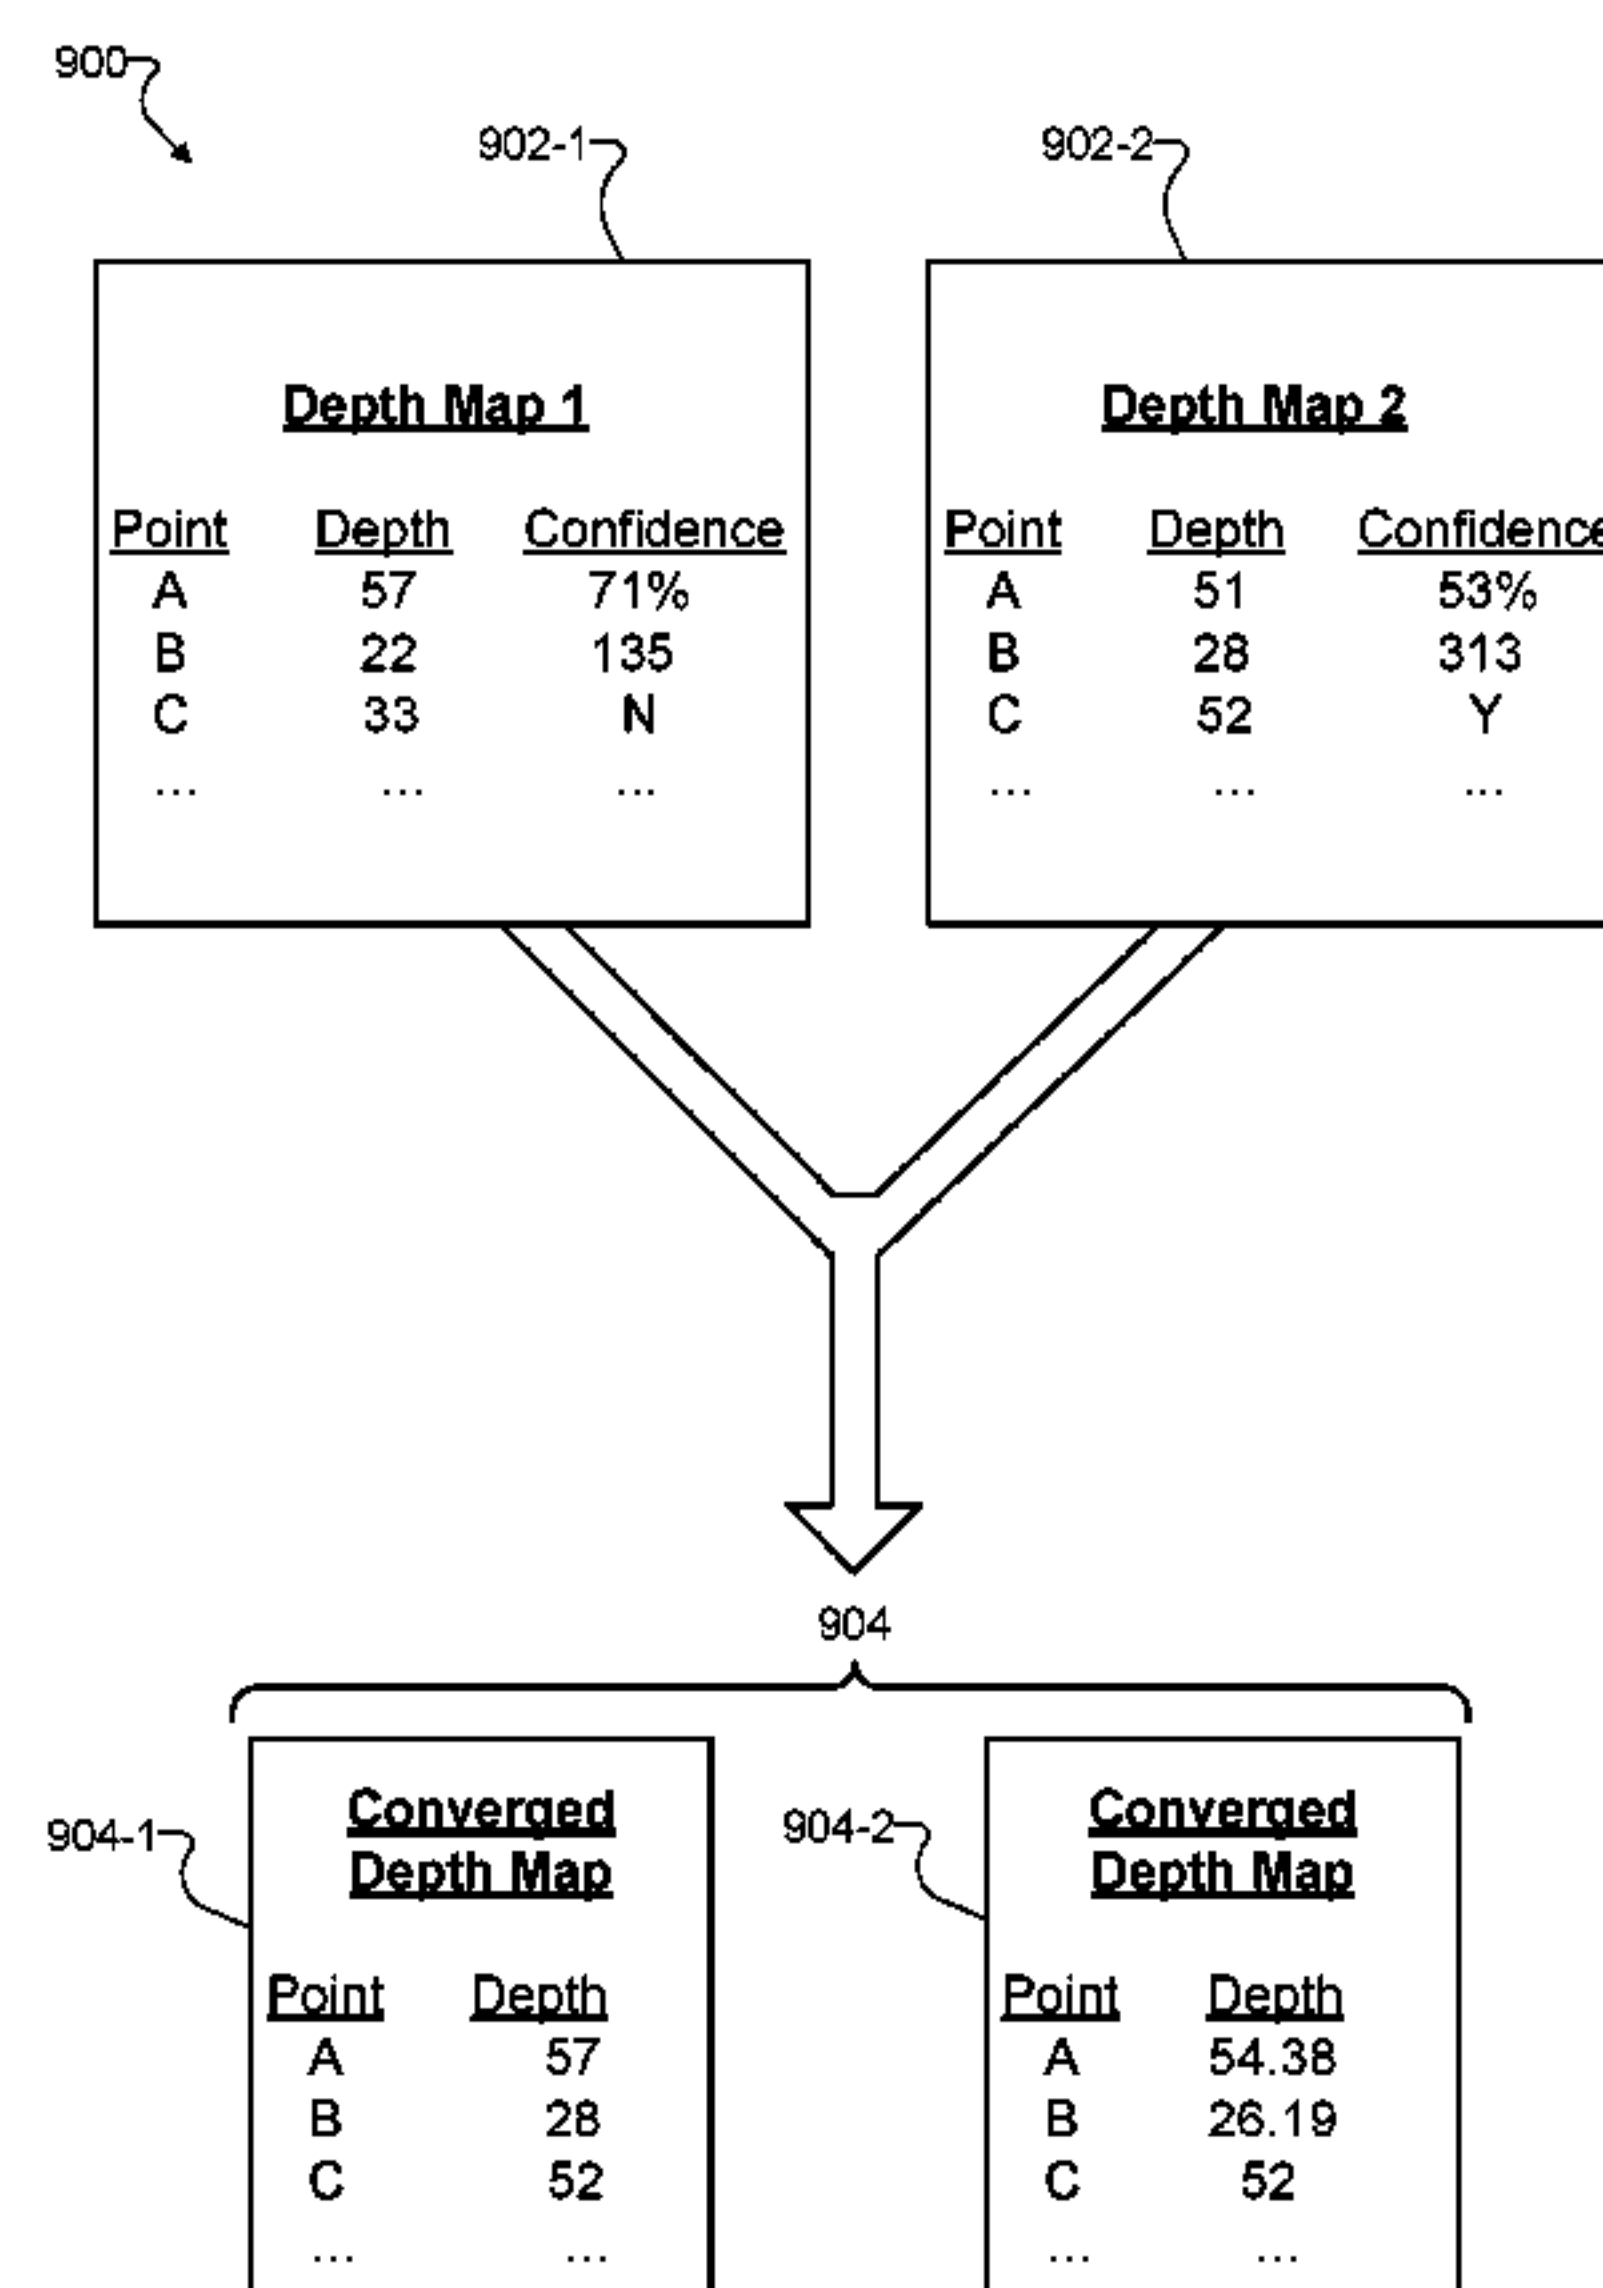 900
902-1
902-2
Depth Map 1
Point Depth Confidence
A 57 71%
B 22 135
C 33 N
... ... ...
Depth Map 2
Point Depth Confidence
A 51 53%
B 28 313
C 52 Y
... ... ...
904
904-1
Converged
Depth Map
Point Depth
A 57
B 28
C 52
... ...
904-2
Converged
Depth Map
Point Depth
A 54.38
B 26.19
C 52
... ...